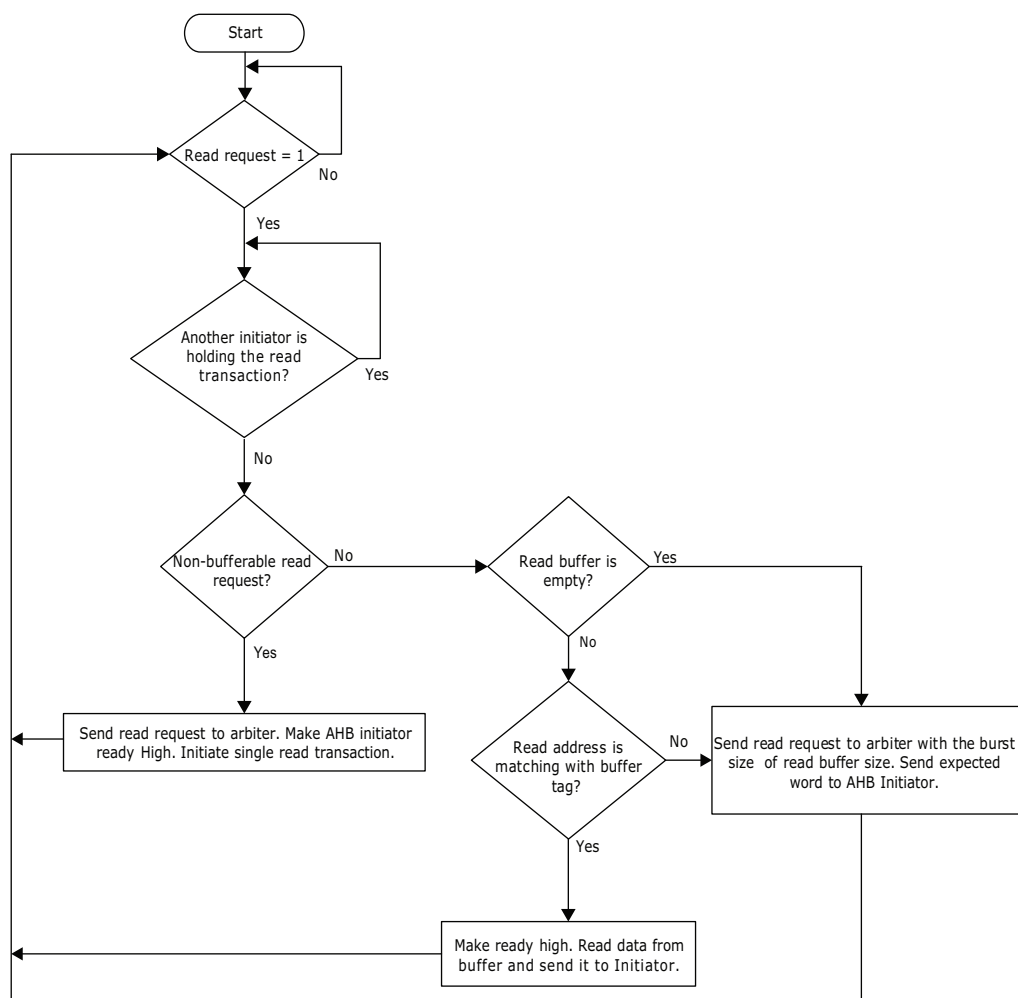 Start
Read request = 1
No
Yes
Another initiator is
holding the read
transaction?
Yes
No
Non-bufferable read
request?
No
Read buffer is
empty?
Yes
Yes
No
Send read request to arbiter. Make AHB initiator
ready High. Initiate single read transaction.
Read address is
matching with buffer
tag?
No
Send read request to arbiter with the burst
size of read buffer size. Send expected
word to AHB Initiator.
Yes
Make ready high. Read data from
buffer and send it to Initiator.